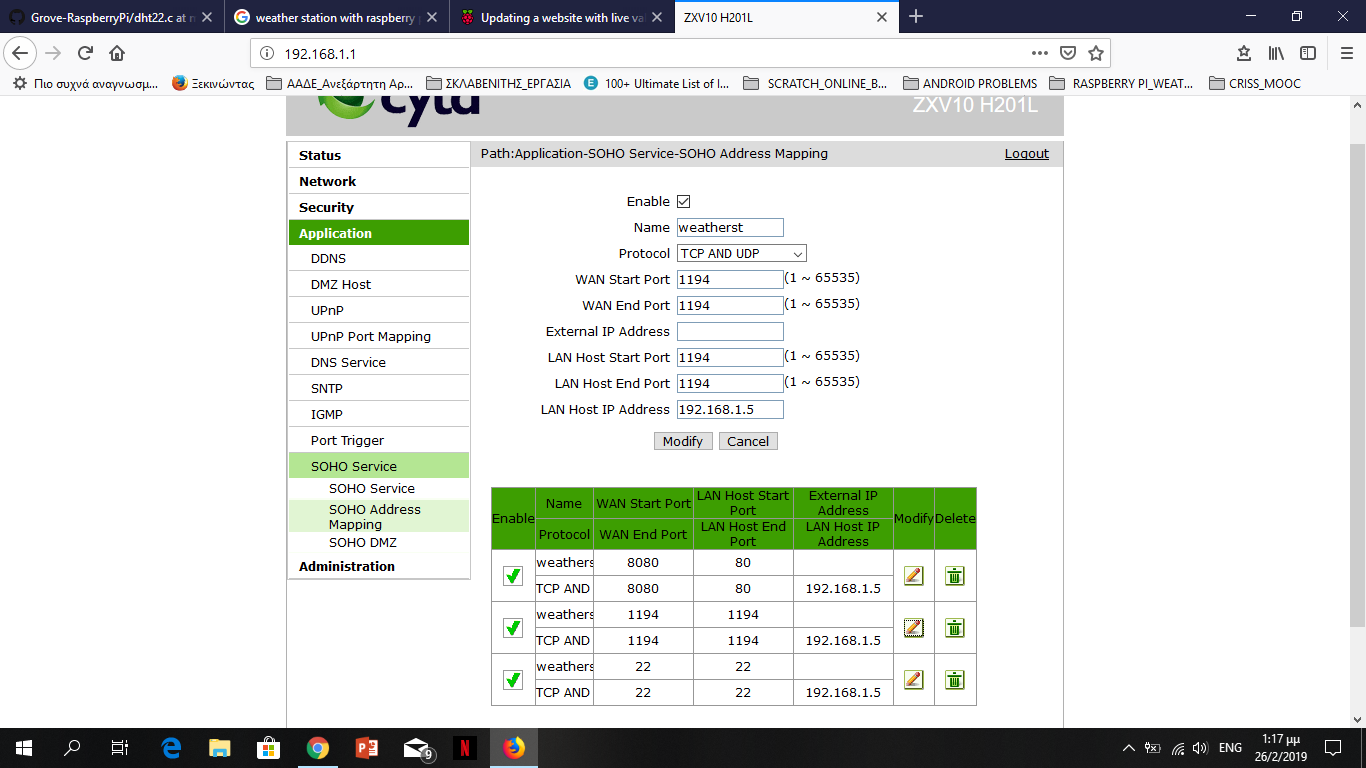 Grove-RaspberryPi/dht22.c at n
weather station with raspberry p
Updating a website with live val
ZXV10 H201L
192.168.1.1
Πιο συχνά αναγνωσμ...
Ξεκινώντας
ΑΑΔΕ_Ανεξάρτητη Αρ...
ΣΚΛΑΒΕΝΙΤΗΣ_ΕΡΓΑΣΙΑ
100+ Ultimate List of I...
SCRATCH_ONLINE_B...
ANDROID PROBLEMS
RASPBERRY PI_WEAT...
CRISS_MOOC
cyta
ZXV10 H201L
Path:Application-SOHO Service-SOHO Address Mapping
Logout
Status
Network
Security
Application
DDNS
DMZ Host
UPnP
UPnP Port Mapping
DNS Service
SNTP
IGMP
Port Trigger
SOHO Service
SOHO Service
SOHO Address
Mapping
SOHO DMZ
Administration
Enable
Name weatherst
Protocol TCP AND UDP
WAN Start Port 1194 (1 ~ 65535)
WAN End Port 1194 (1 ~ 65535)
External IP Address
LAN Host Start Port 1194 (1 ~ 65535)
LAN Host End Port 1194 (1 ~ 65535)
LAN Host IP Address 192.168.1.5
Modify Cancel
Enable
Name WAN Start Port LAN Host Start Port External IP Address
Protocol WAN End Port LAN Host End Port LAN Host IP Address
Modify Delete
weathers 8080 80
TCP AND 8080 80 192.168.1.5
weathers 1194 1194
TCP AND 1194 1194 192.168.1.5
weathers 22 22
TCP AND 22 22 192.168.1.5
9
N
ENG
1:17 μμ
26/2/2019